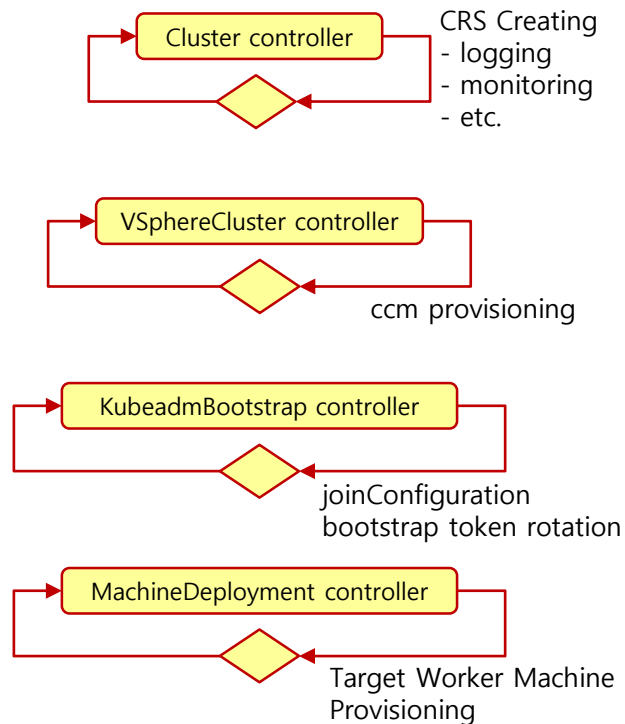 Cluster controller
CRS Creating
- logging
- monitoring
- etc.
VSphereCluster controller
ccm provisioning
KubeadmBootstrap controller
joinConfiguration
bootstrap token rotation
MachineDeployment controller
Target Worker Machine
Provisioning